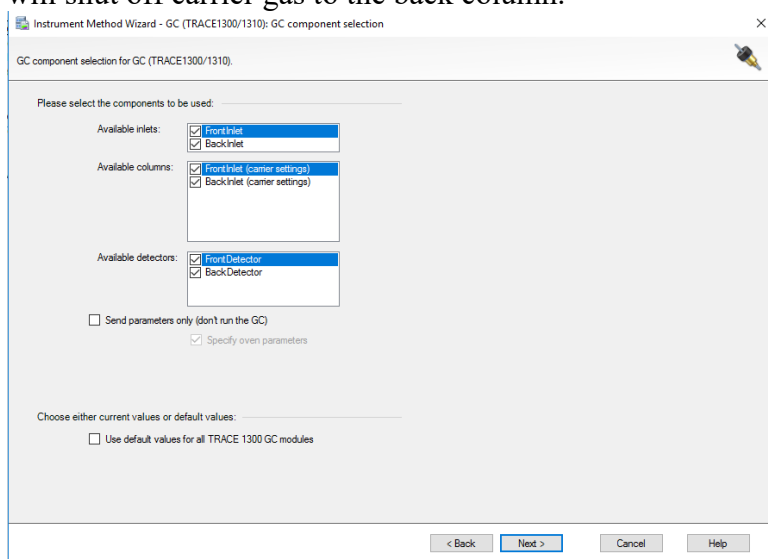 will shut off carrier gas to the back column.
Instrument Method Wizard - GC (TRACE1300/1310): GC component selection
GC component selection for GC (TRACE1300/1310).
Please select the components to be used:
Available inlets:
FrontInlet
BackInlet
Available columns:
FrontInlet (carrier settings)
BackInlet (carrier settings)
Available detectors:
FrontDetector
BackDetector
Send parameters only (don't run the GC)
Specify oven parameters
Choose either current values or default values:
Use default values for all TRACE 1300 GC modules
< Back Next > Cancel Help